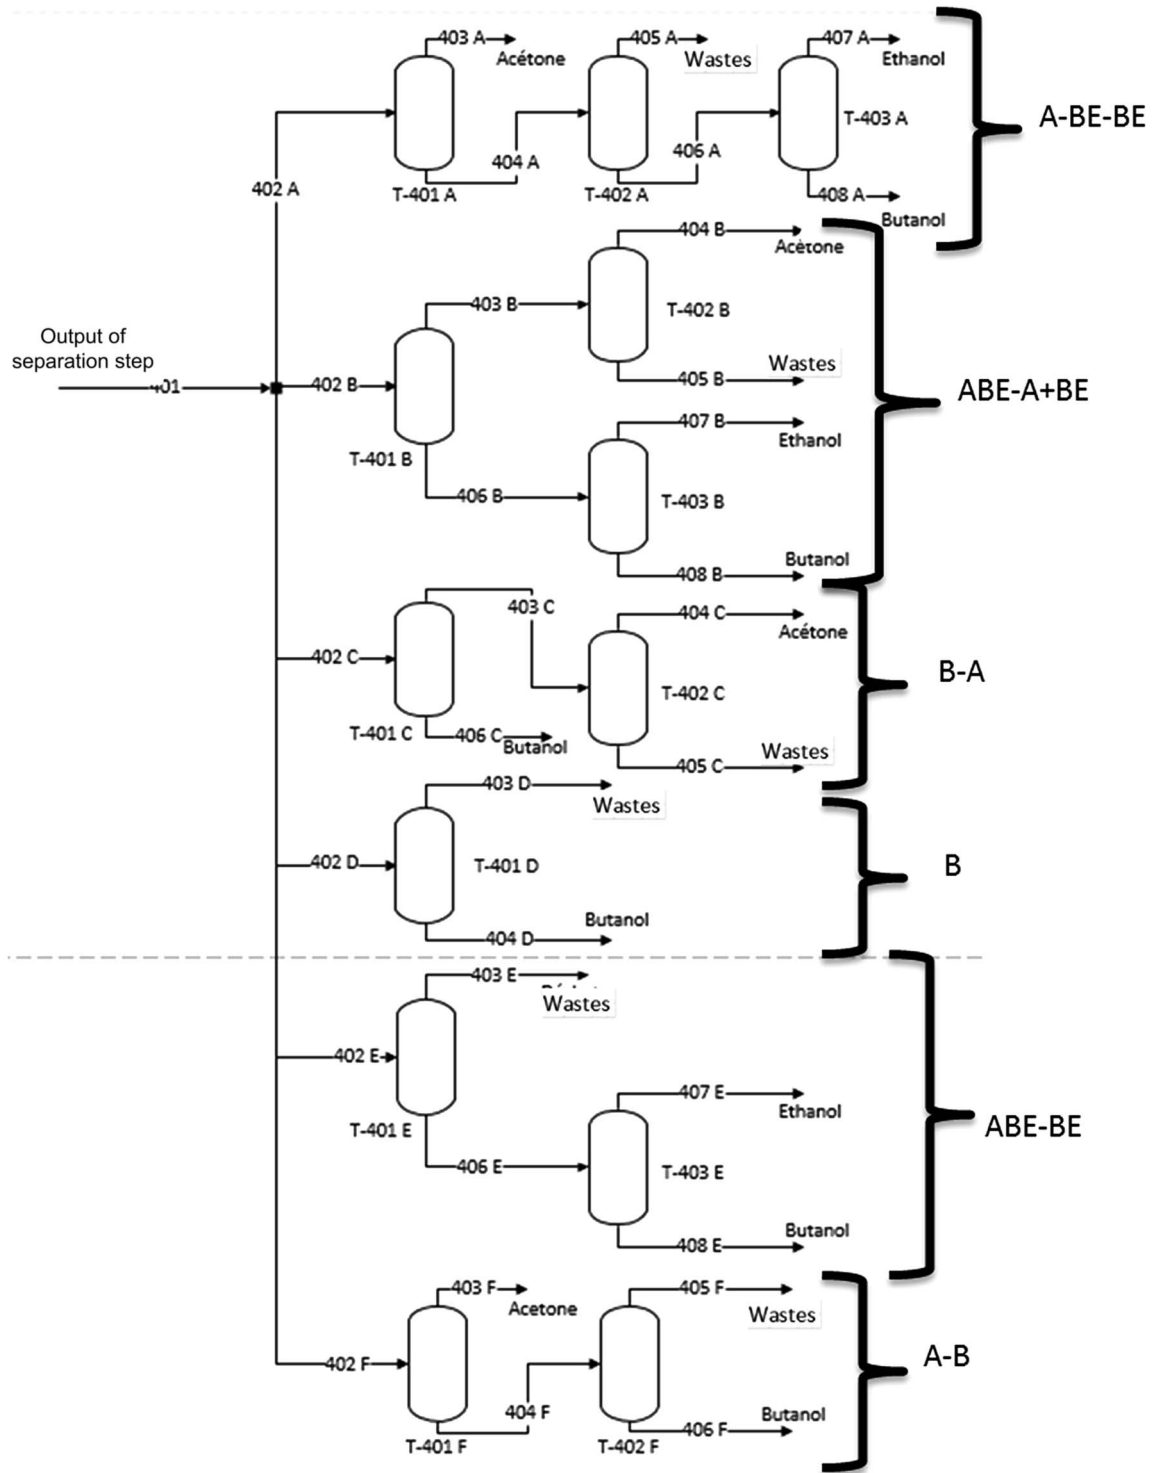 403 A
Acétone
405 A
Wastes
407 A
Ethanol
T-403 A
404 A
406 A
402 A
T-401 A
T-402 A
408 A
Butanol
A-BE-BE
404 B
Acètone
403 B
T-402 B
Output of
separation step
401
402 B
Wastes
405 B
ABE-A+BE
407 B
Ethanol
T-401 B
406 B
T-403 B
Butanol
408 B
403 C
404 C
Acétone
402 C
T-402 C
B-A
T-401 C
406 C
Butanol
Wastes
405 C
403 D
Wastes
402 D
T-401 D
B
Butanol
404 D
403 E
Wastes
402 E
407 E
Ethanol
T-401 E
ABE-BE
406 E
T-403 E
Butanol
408 E
403 F
Acetone
405 F
Wastes
402 F
A-B
404 F
Butanol
406 F
T-401 F
T-402 F